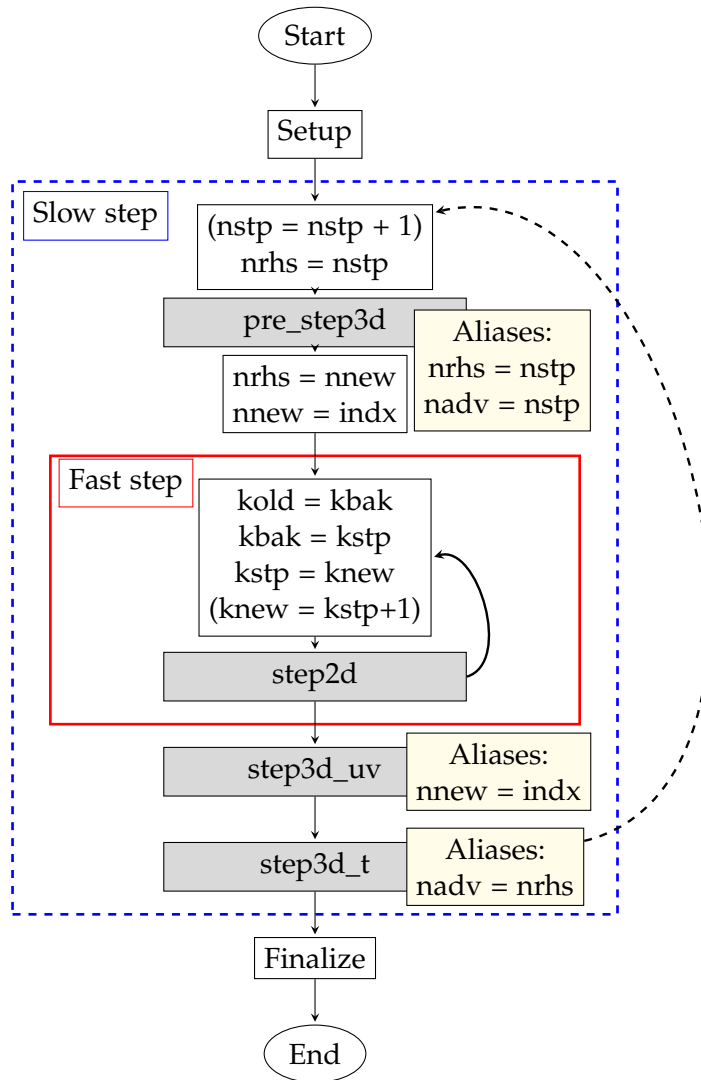 Start
Setup
Slow step
(nstp = nstp + 1)
nrhs = nstp
pre_step3d
Aliases:
nrhs = nstp
nadv = nstp
nrhs = nnew
nnew = indx
Fast step
kold = kbak
kbak = kstp
kstp = knew
(knew = kstp+1)
step2d
step3d_uv
Aliases:
nnew = indx
step3d_t
Aliases:
nadv = nrhs
Finalize
End